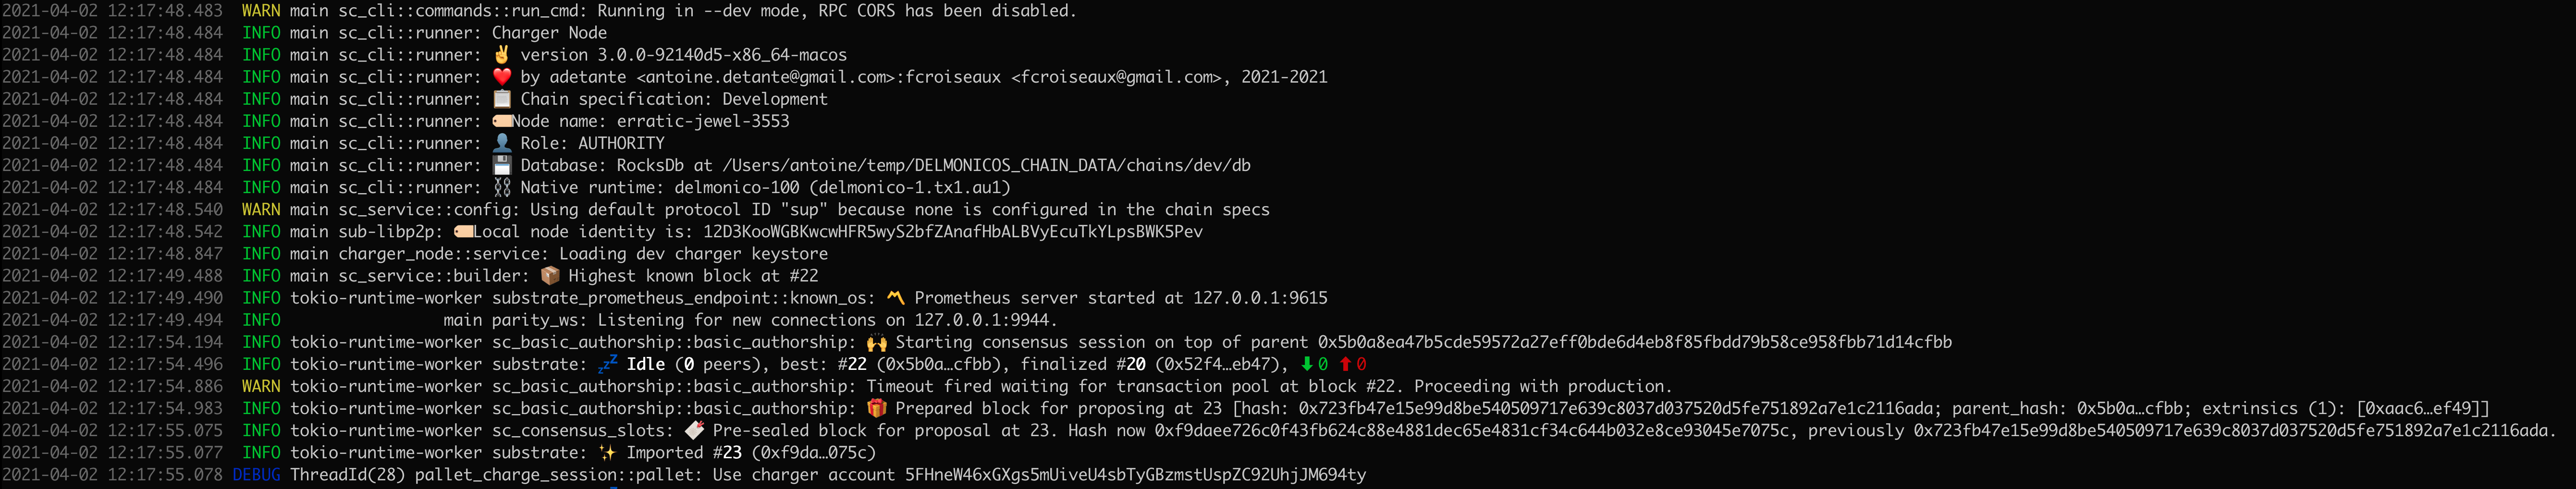 2021-04-02 12:17:48.483 WARN main sc_cli::commands::run_cmd: Running in --dev mode, RPC CORS has been disabled.
2021-04-02 12:17:48.484 INFO main sc_cli::runner: Charger Node
2021-04-02 12:17:48.484 INFO main sc_cli::runner: ✌️ version 3.0.0-92140d5-x86_64-macos
2021-04-02 12:17:48.484 INFO main sc_cli::runner: ❤️ by adetante <antoine.detante@gmail.com>:fcroiseaux <fcroiseaux@gmail.com>, 2021-2021
2021-04-02 12:17:48.484 INFO main sc_cli::runner: 📋 Chain specification: Development
2021-04-02 12:17:48.484 INFO main sc_cli::runner: 🏷Node name: erratic-jewel-3553
2021-04-02 12:17:48.484 INFO main sc_cli::runner: 👤 Role: AUTHORITY
2021-04-02 12:17:48.484 INFO main sc_cli::runner: 💾 Database: RocksDb at /Users/antoine/temp/DELMONICOS_CHAIN_DATA/chains/dev/db
2021-04-02 12:17:48.484 INFO main sc_cli::runner: ⛓ Native runtime: delmonico-100 (delmonico-1.tx1.au1)
2021-04-02 12:17:48.540 WARN main sc_service::config: Using default protocol ID "sup" because none is configured in the chain specs
2021-04-02 12:17:48.542 INFO main sub-libp2p: 🏷Local node identity is: 12D3KooWGBKwcwHFR5wyS2bfZAnafHbALBVyEcuTkYLpsBWK5Pev
2021-04-02 12:17:48.847 INFO main charger_node::service: Loading dev charger keystore
2021-04-02 12:17:49.488 INFO main sc_service::builder: 📦 Highest known block at #22
2021-04-02 12:17:49.490 INFO tokio-runtime-worker substrate_prometheus_endpoint::known_os: 〽️ Prometheus server started at 127.0.0.1:9615
2021-04-02 12:17:49.494 INFO main parity_ws: Listening for new connections on 127.0.0.1:9944.
2021-04-02 12:17:54.194 INFO tokio-runtime-worker sc_basic_authorship::basic_authorship: 🙌 Starting consensus session on top of parent 0x5b0a8ea47b5cde59572a27eff0bde6d4eb8f85fbdd79b58ce958fbb71d14cfbb
2021-04-02 12:17:54.496 INFO tokio-runtime-worker substrate: 💤 Idle (0 peers), best: #22 (0x5b0a…cfbb), finalized #20 (0x52f4…eb47), ⬇ 0 ⬆ 0
2021-04-02 12:17:54.886 WARN tokio-runtime-worker sc_basic_authorship::basic_authorship: Timeout fired waiting for transaction pool at block #22. Proceeding with production.
2021-04-02 12:17:54.983 INFO tokio-runtime-worker sc_basic_authorship::basic_authorship: 🎁 Prepared block for proposing at 23 [hash: 0x723fb47e15e99d8be540509717e639c8037d037520d5fe751892a7e1c2116ada; parent_hash: 0x5b0a…cfbb; extrinsics (1): [0xaac6…ef49]]
2021-04-02 12:17:55.075 INFO tokio-runtime-worker sc_consensus_slots: 🔖 Pre-sealed block for proposal at 23. Hash now 0xf9daee726c0f43fb624c88e4881dec65e4831cf34c644b032e8ce93045e7075c, previously 0x723fb47e15e99d8be540509717e639c8037d037520d5fe751892a7e1c2116ada.
2021-04-02 12:17:55.077 INFO tokio-runtime-worker substrate: ✨ Imported #23 (0xf9da…075c)
2021-04-02 12:17:55.078 DEBUG ThreadId(28) pallet_charge_session::pallet: Use charger account 5FHneW46xGXgs5mUiveU4sbTyGBzmstUspZC92UhjJM694ty